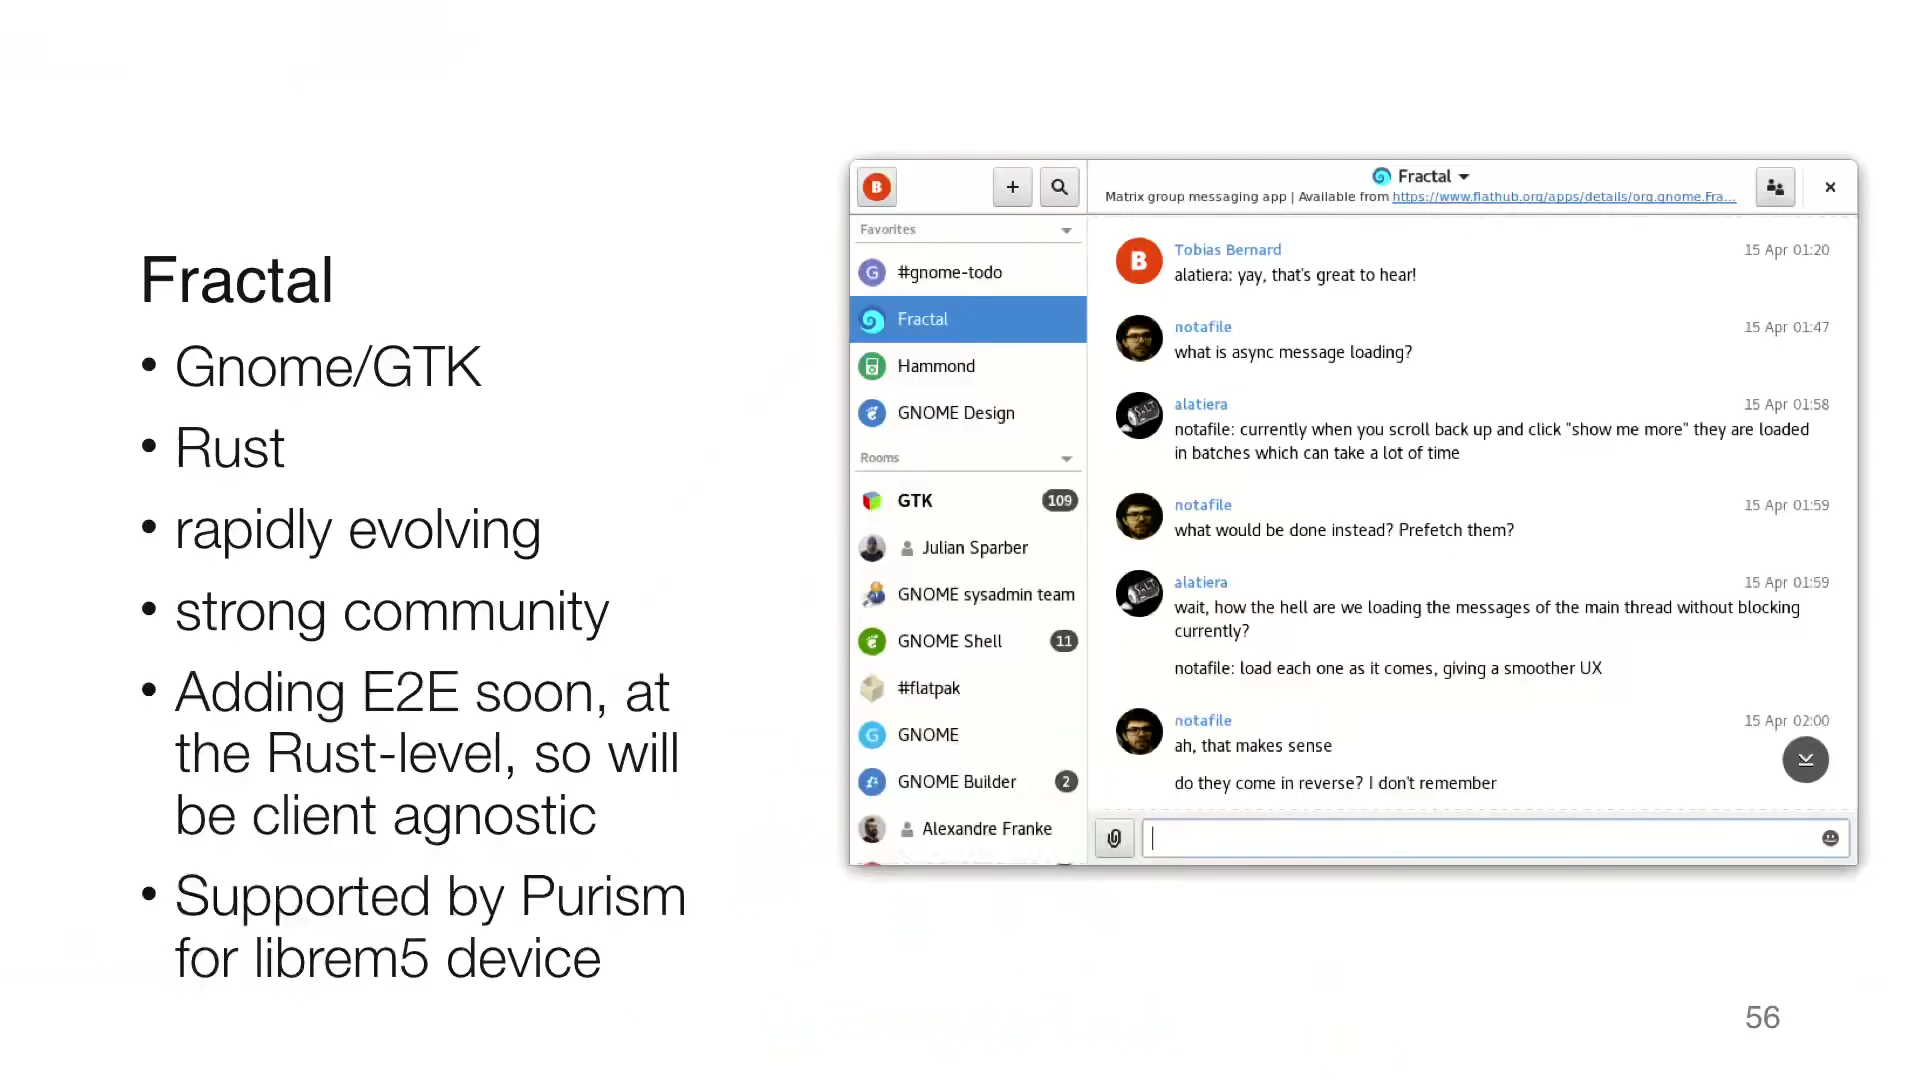 Fractal
• Gnome/GTK
• Rust
• rapidly evolving
• strong community
• Adding E2E soon, at
the Rust-level, so will
be client agnostic
• Supported by Purism
for librem5 device
B
Fractal
Matrix group messaging app | Available from https://www.flathub.org/apps/details/org.gnome.Fra...
Favorites
G #gnome-todo
Fractal
Hammond
GNOME Design
Rooms
GTK 109
Julian Sparber
GNOME sysadmin team
GNOME Shell 11
#flatpak
G GNOME
GNOME Builder 2
Alexandre Franke
B
Tobias Bernard 15 Apr 01:20
alatiera: yay, that's great to hear!
notafile 15 Apr 01:47
what is async message loading?
SALT
alatiera 15 Apr 01:58
notafile: currently when you scroll back up and click "show me more" they are loaded
in batches which can take a lot of time
notafile 15 Apr 01:59
what would be done instead? Prefetch them?
SALT
alatiera 15 Apr 01:59
wait, how the hell are we loading the messages of the main thread without blocking
currently?
notafile: load each one as it comes, giving a smoother UX
notafile 15 Apr 02:00
ah, that makes sense
do they come in reverse? I don't remember
56